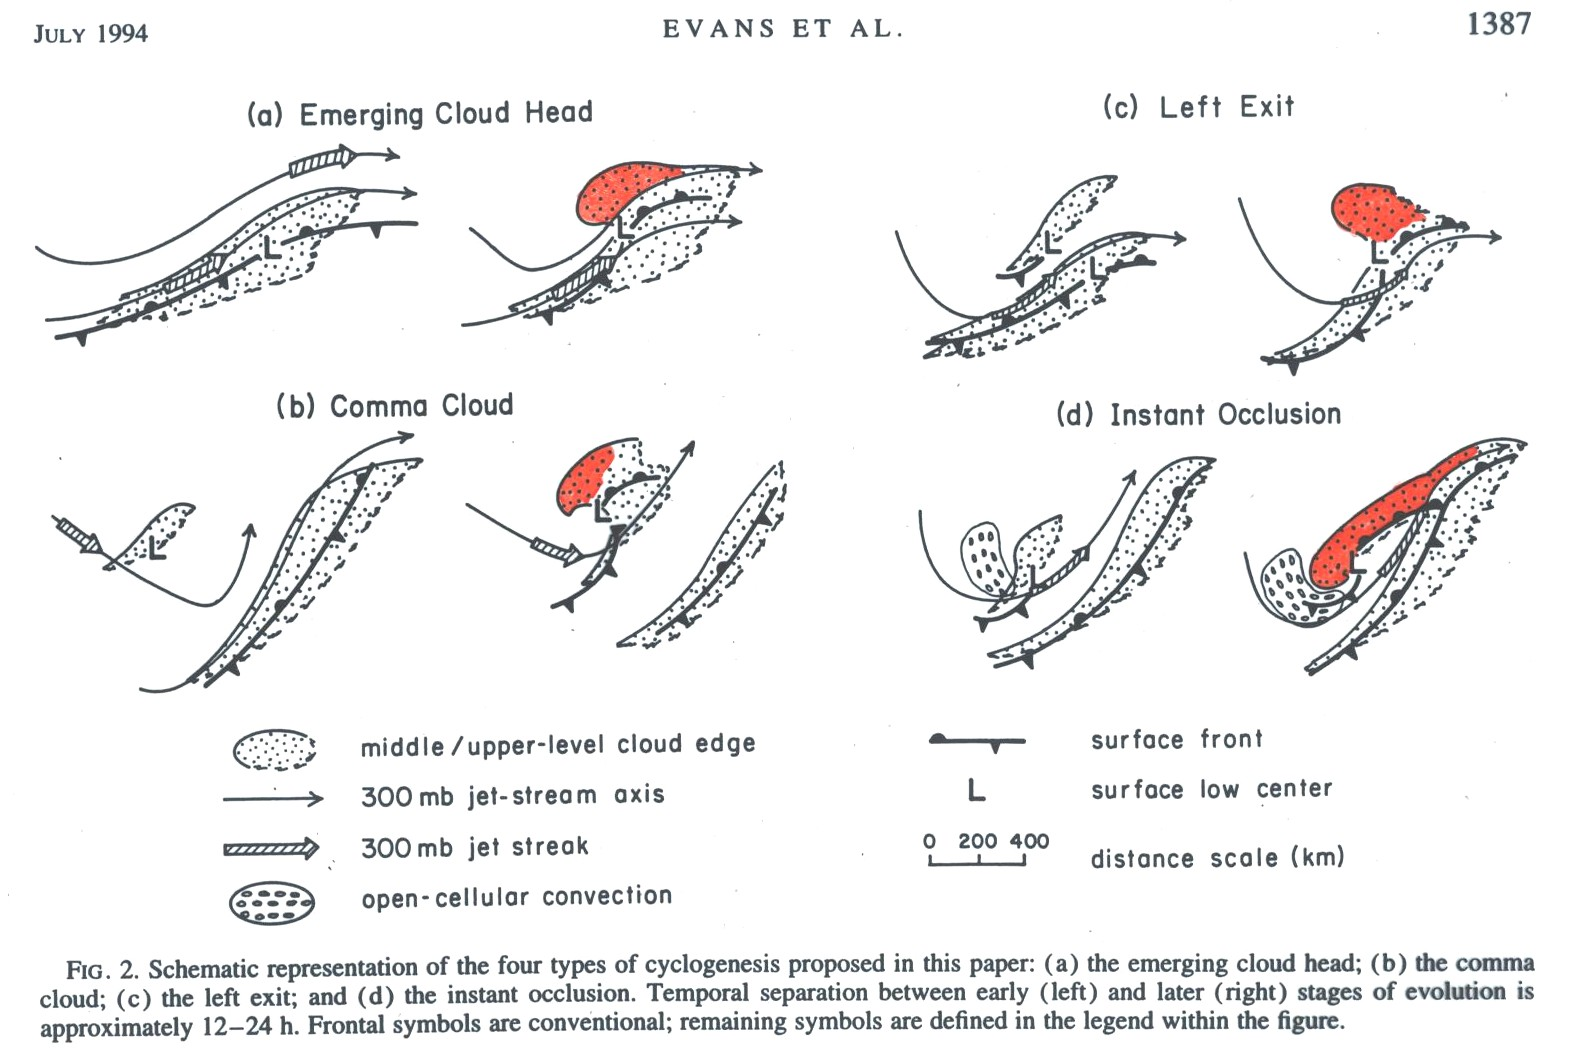 JULY 1994
EVANS ET AL.
1387
(a) Emerging Cloud Head
L
L
(c) Left Exit
L
L
L
L
(b) Comma Cloud
L
L
(d) Instant Occlusion
L
L
middle/upper-level cloud edge
300mb jet-stream axis
300mb jet streak
open-cellular convection
surface front
L surface low center
0 200 400
distance scale (km)
FIG. 2. Schematic representation of the four types of cyclogenesis proposed in this paper: (a) the emerging cloud head; (b) the comma
cloud; (c) the left exit; and (d) the instant occlusion. Temporal separation between early (left) and later (right) stages of evolution is
approximately 12–24 h. Frontal symbols are conventional; remaining symbols are defined in the legend within the figure.